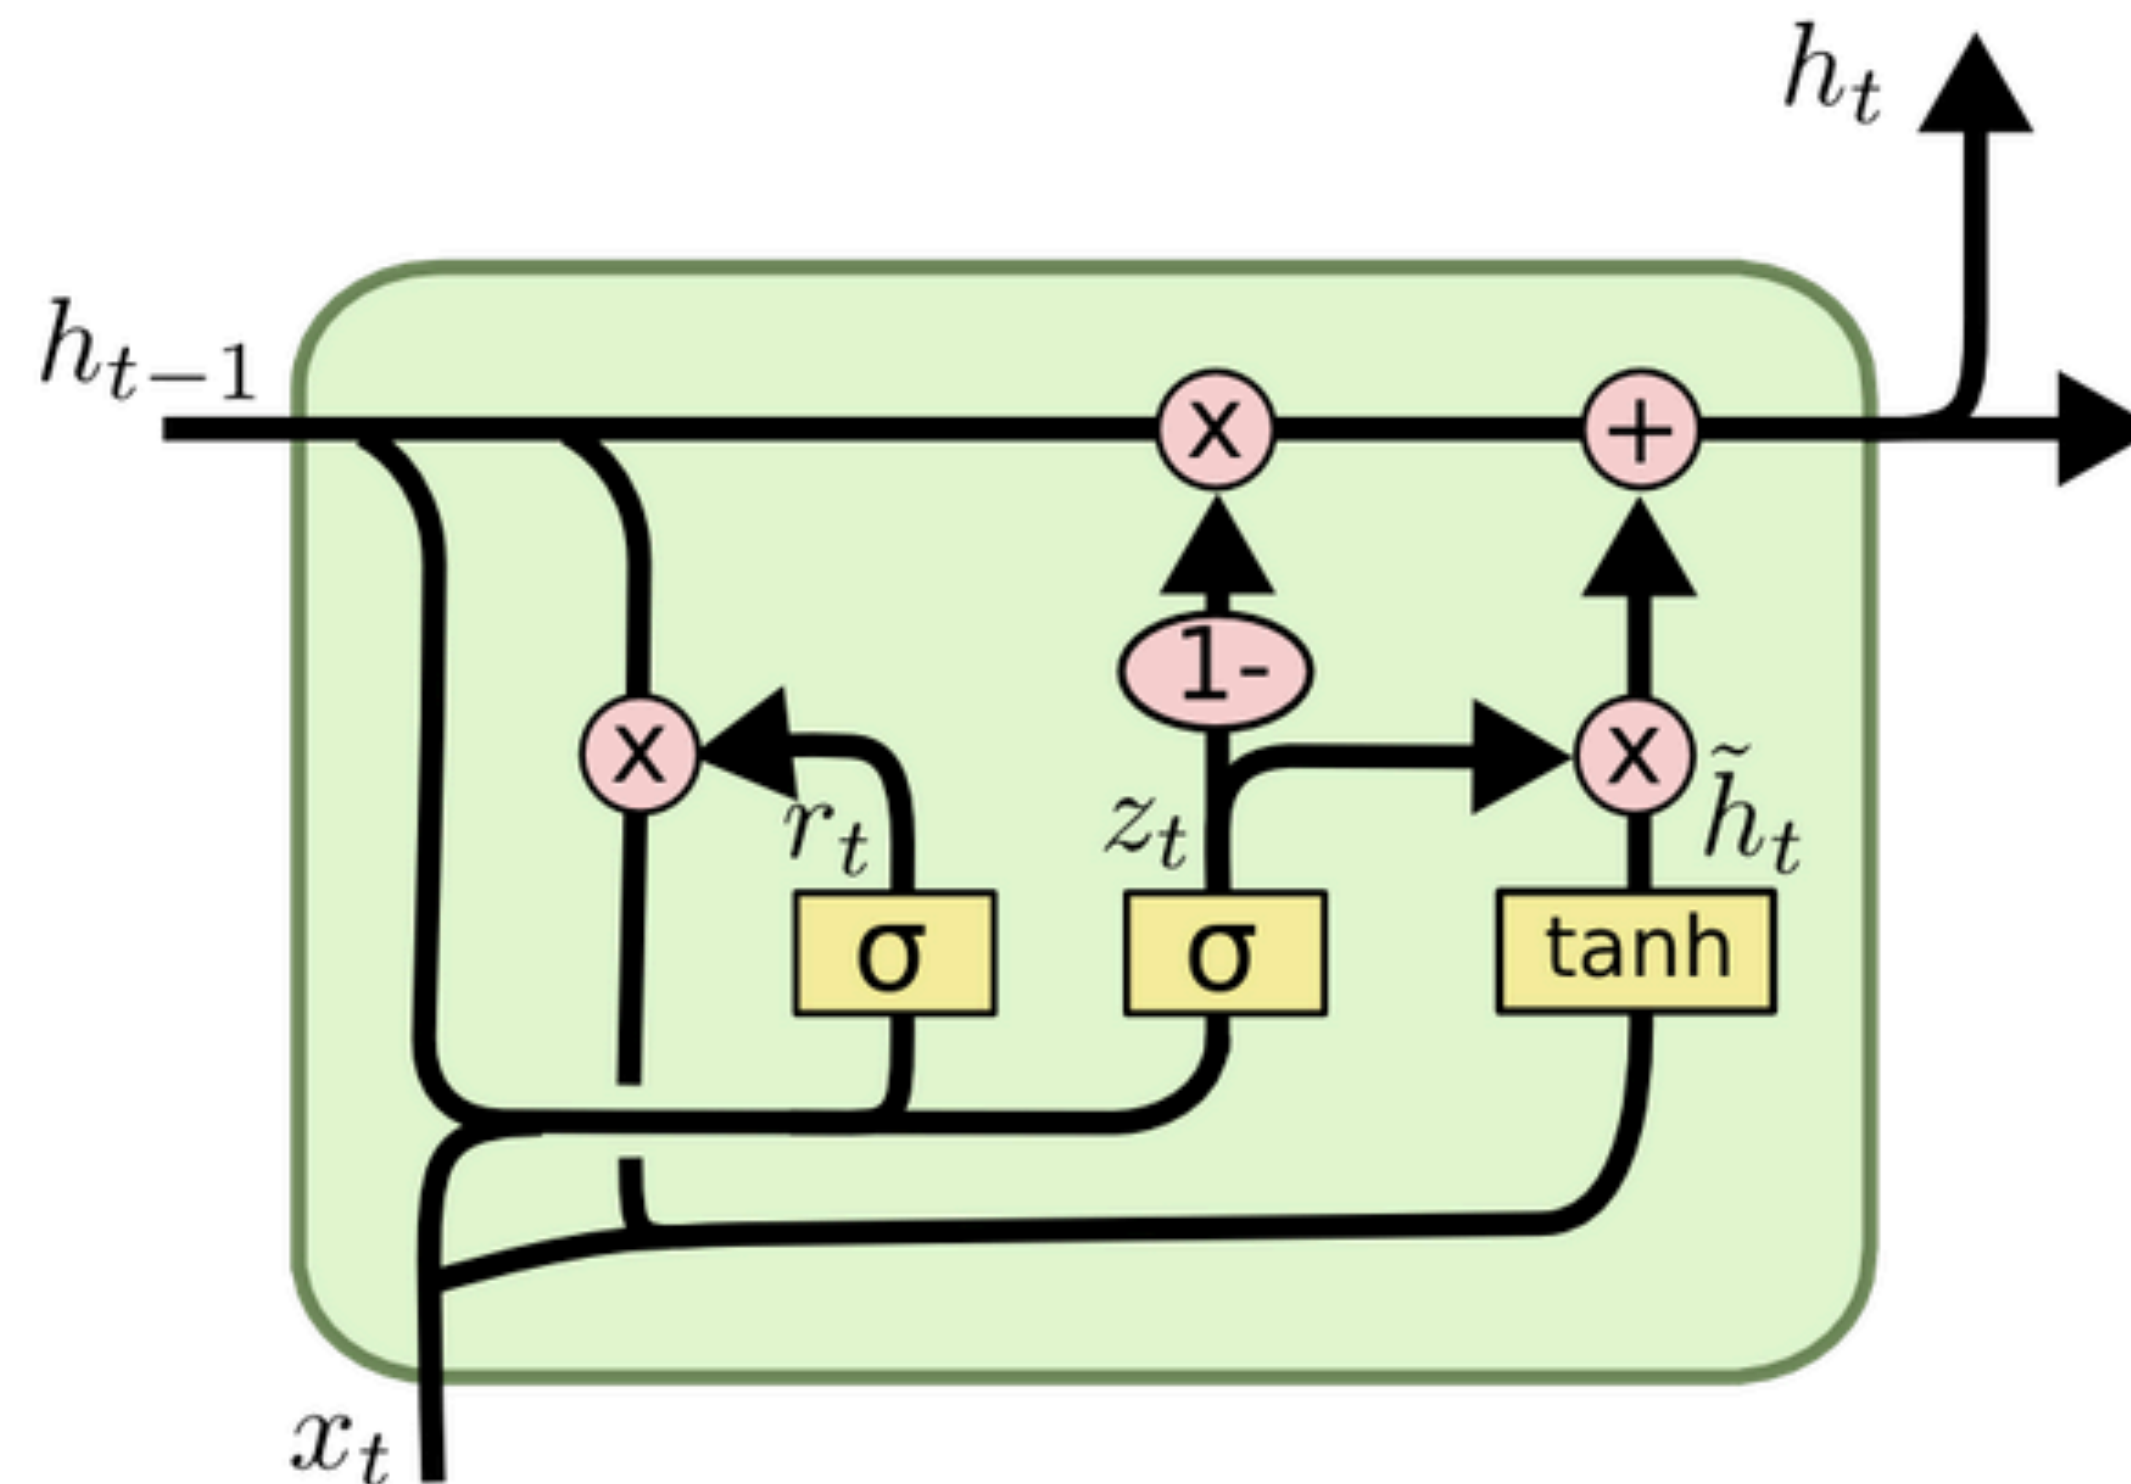 h_t
h_{t-1}
x +
1-
x x
r_t z_t h̃_t
σ σ tanh
x_t